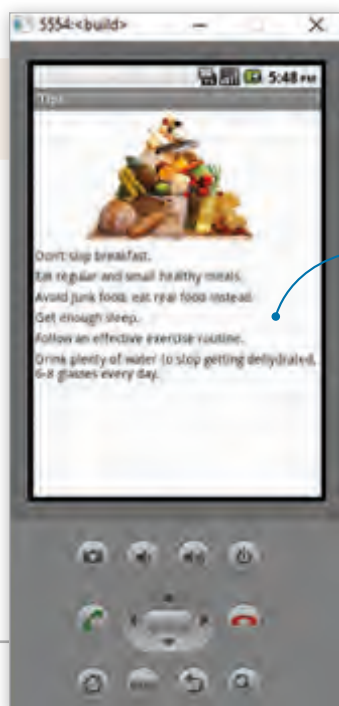 5554:<build>
5:48 PM
Tips
Don't skip breakfast.
Eat regular and small healthy meals.
Avoid junk food, eat real food instead.
Get enough sleep.
Follow an effective exercise routine.
Drink plenty of water to stop getting dehydrated,
6-8 glasses every day.
MENU